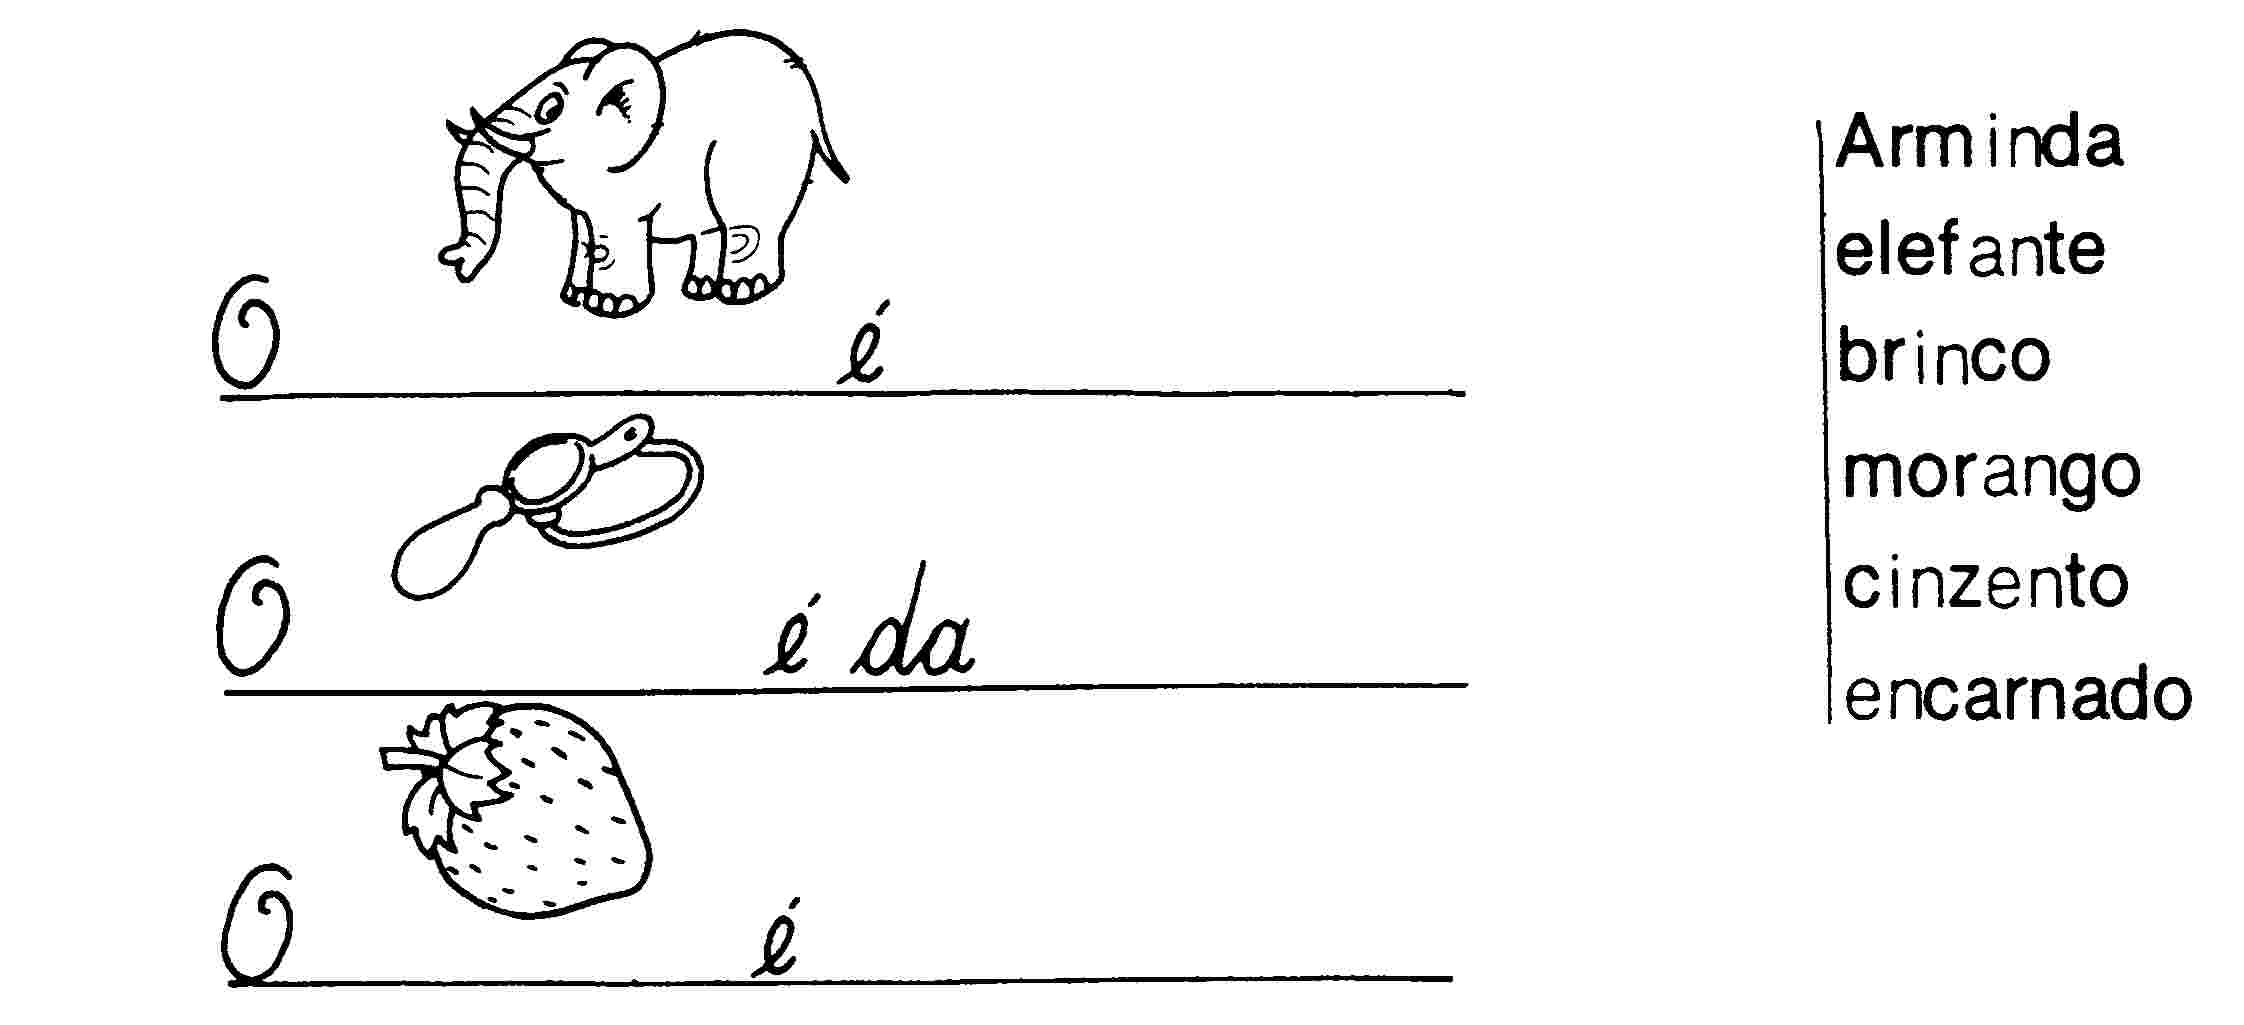 O é
O é da
O é
Arminda
elefante
brinco
morango
cinzento
encarnado